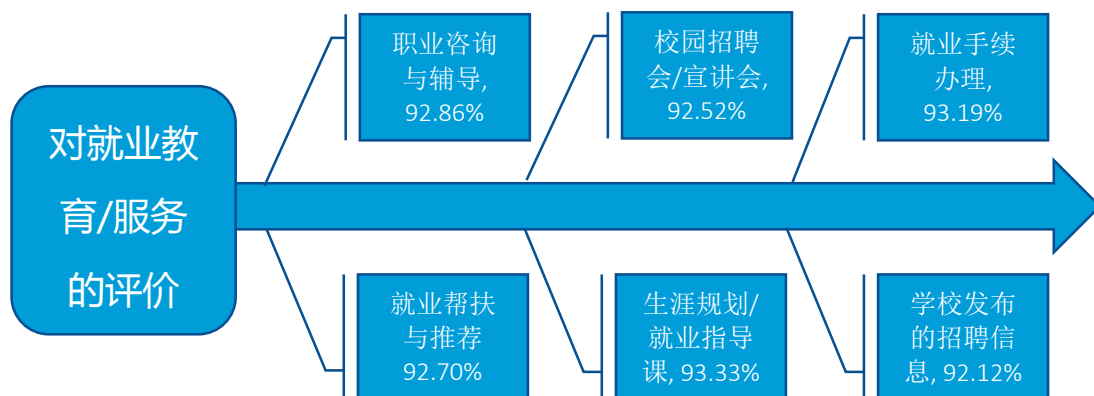 对就业教
育/服务
的评价
职业咨询
与辅导,
92.86%
校园招聘
会/宣讲会,
92.52%
就业手续
办理,
93.19%
就业帮扶
与推荐
92.70%
生涯规划/
就业指导
课, 93.33%
学校发布
的招聘信
息, 92.12%